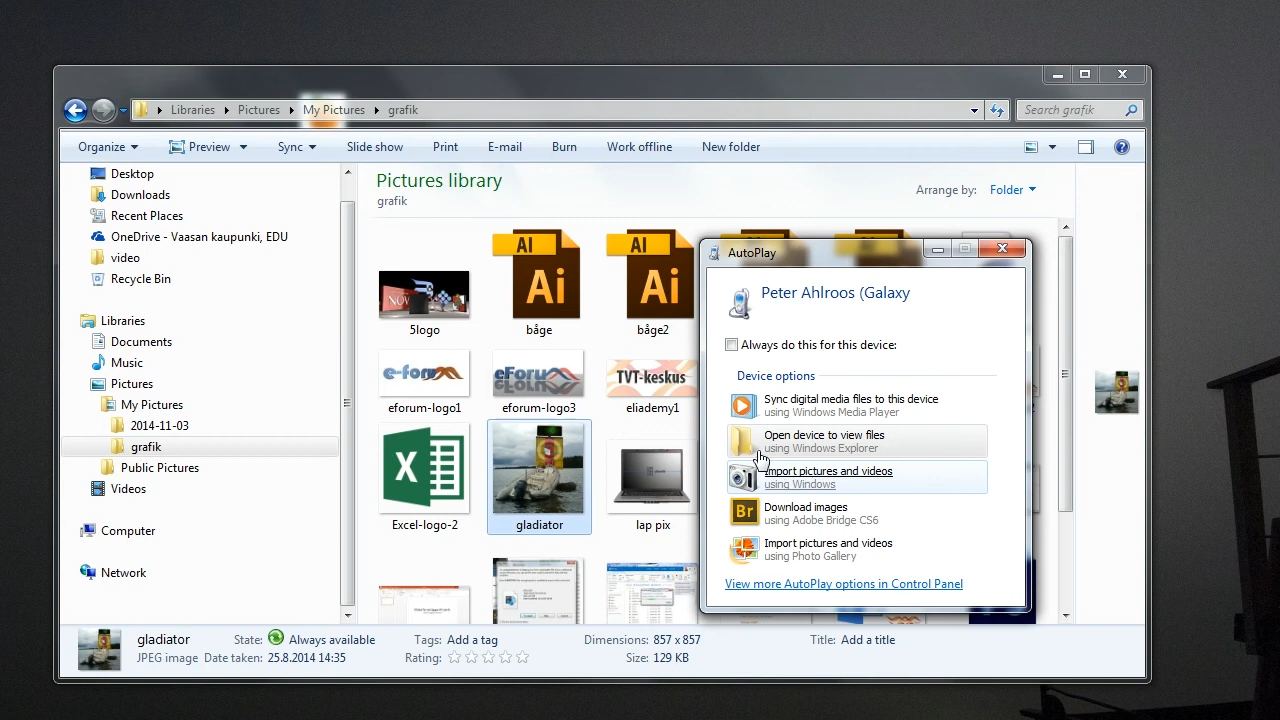 Libraries
Pictures
My Pictures
grafik
Search grafik
Organize
Preview
Sync
Slide show
Print
E-mail
Burn
Work offline
New folder
Desktop
Downloads
Recent Places
OneDrive - Vaasan kaupunki, EDU
video
Recycle Bin
Libraries
Documents
Music
Pictures
My Pictures
2014-11-03
grafik
Public Pictures
Videos
Computer
Network
Pictures library
grafik
Arrange by:
Folder
NOW
5logo
AI
Ai
båge
AI
Ai
båge2
e-forum
eforum-logo1
eForum
eforum-logo3
TVT-keskus
eliademy1
X
Excel-logo-2
gladiator
lap pix
AutoPlay
Peter Ahlroos (Galaxy
Always do this for this device:
Device options
Sync digital media files to this device
using Windows Media Player
Open device to view files
using Windows Explorer
Import pictures and videos
using Windows
Br
Download images
using Adobe Bridge CS6
Import pictures and videos
using Photo Gallery
View more AutoPlay options in Control Panel
gladiator
State: Always available
Tags: Add a tag
Dimensions: 857 x 857
Title: Add a title
JPEG image
Date taken: 25.8.2014 14:35
Rating:
Size: 129 KB